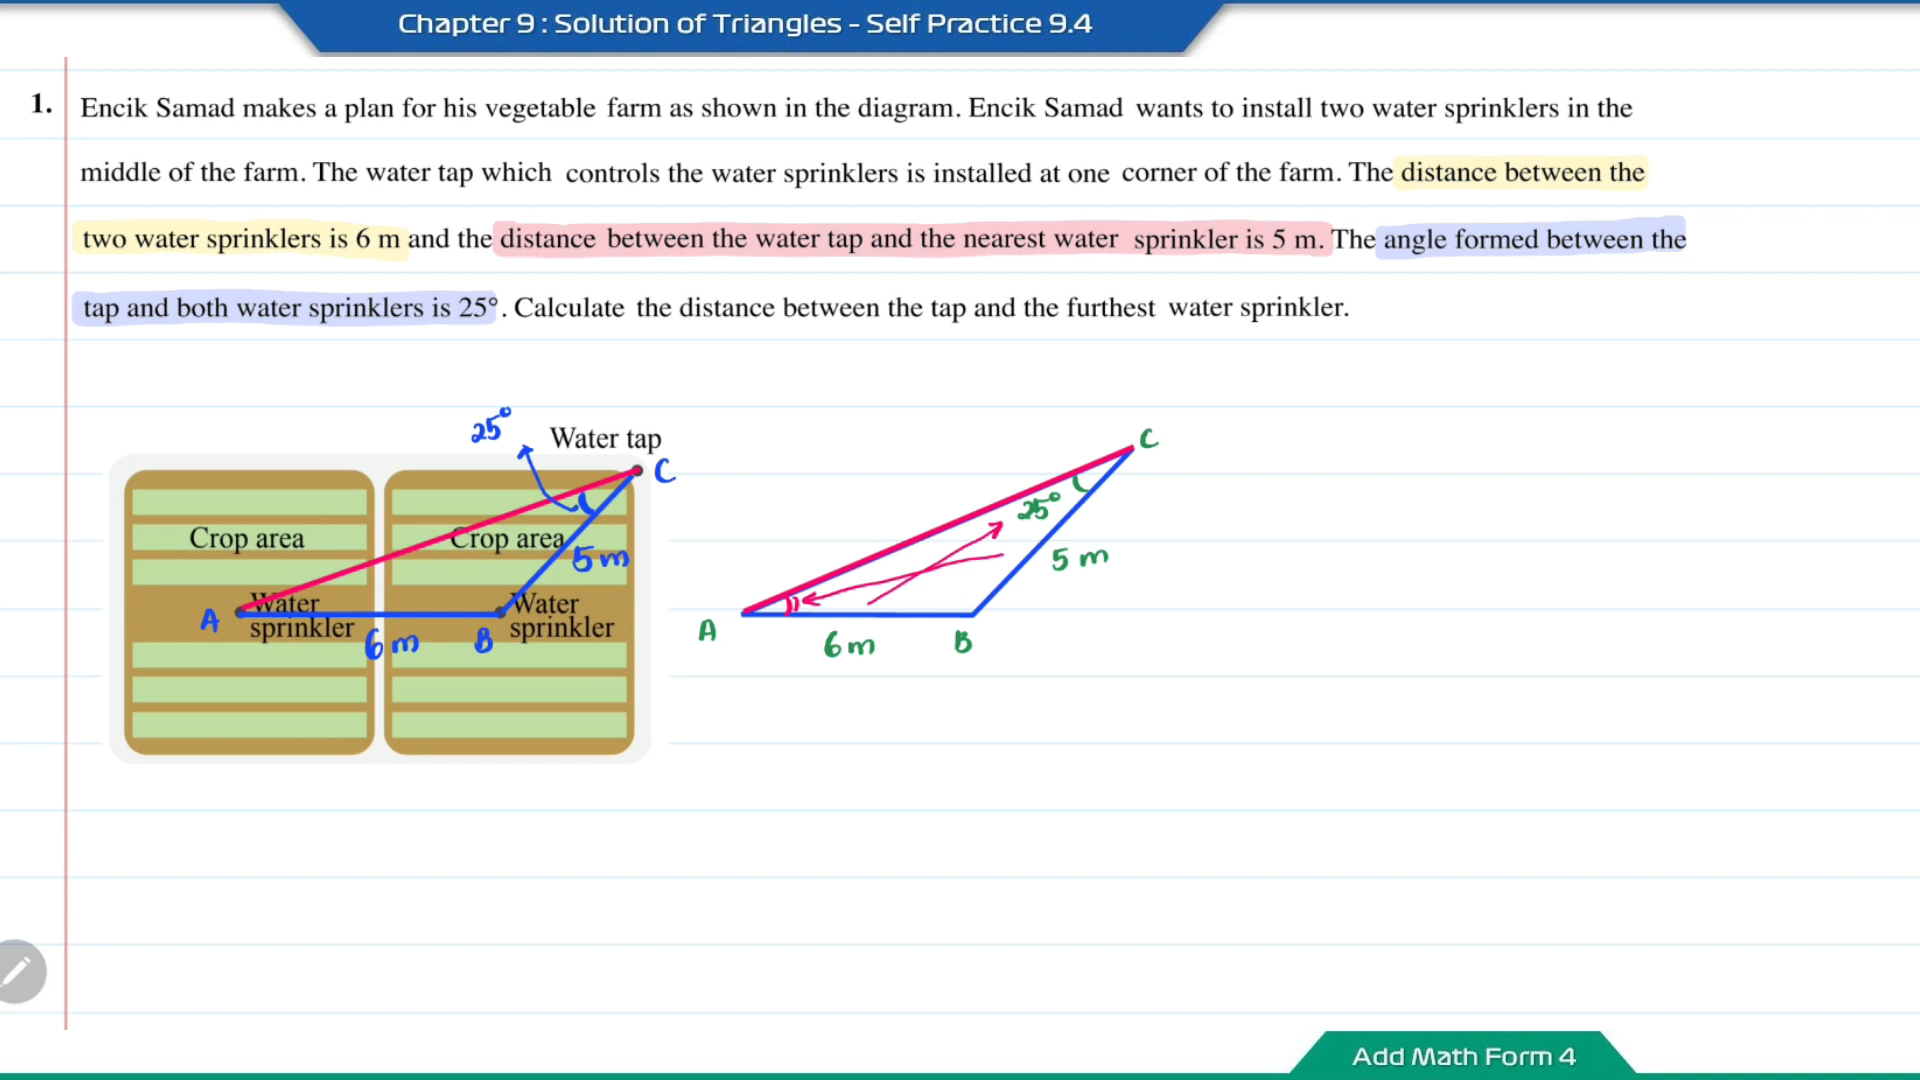 Chapter 9 : Solution of Triangles - Self Practice 9.4
1. Encik Samad makes a plan for his vegetable farm as shown in the diagram. Encik Samad wants to install two water sprinklers in the
middle of the farm. The water tap which controls the water sprinklers is installed at one corner of the farm. The distance between the
two water sprinklers is 6 m and the distance between the water tap and the nearest water sprinkler is 5 m. The angle formed between the
tap and both water sprinklers is 25°. Calculate the distance between the tap and the furthest water sprinkler.
25°
Water tap
C
Crop area
Crop area
5 m
A
Water
sprinkler
6 m
B
Water
sprinkler
C
25°
5 m
A
6 m
B
Add Math Form 4